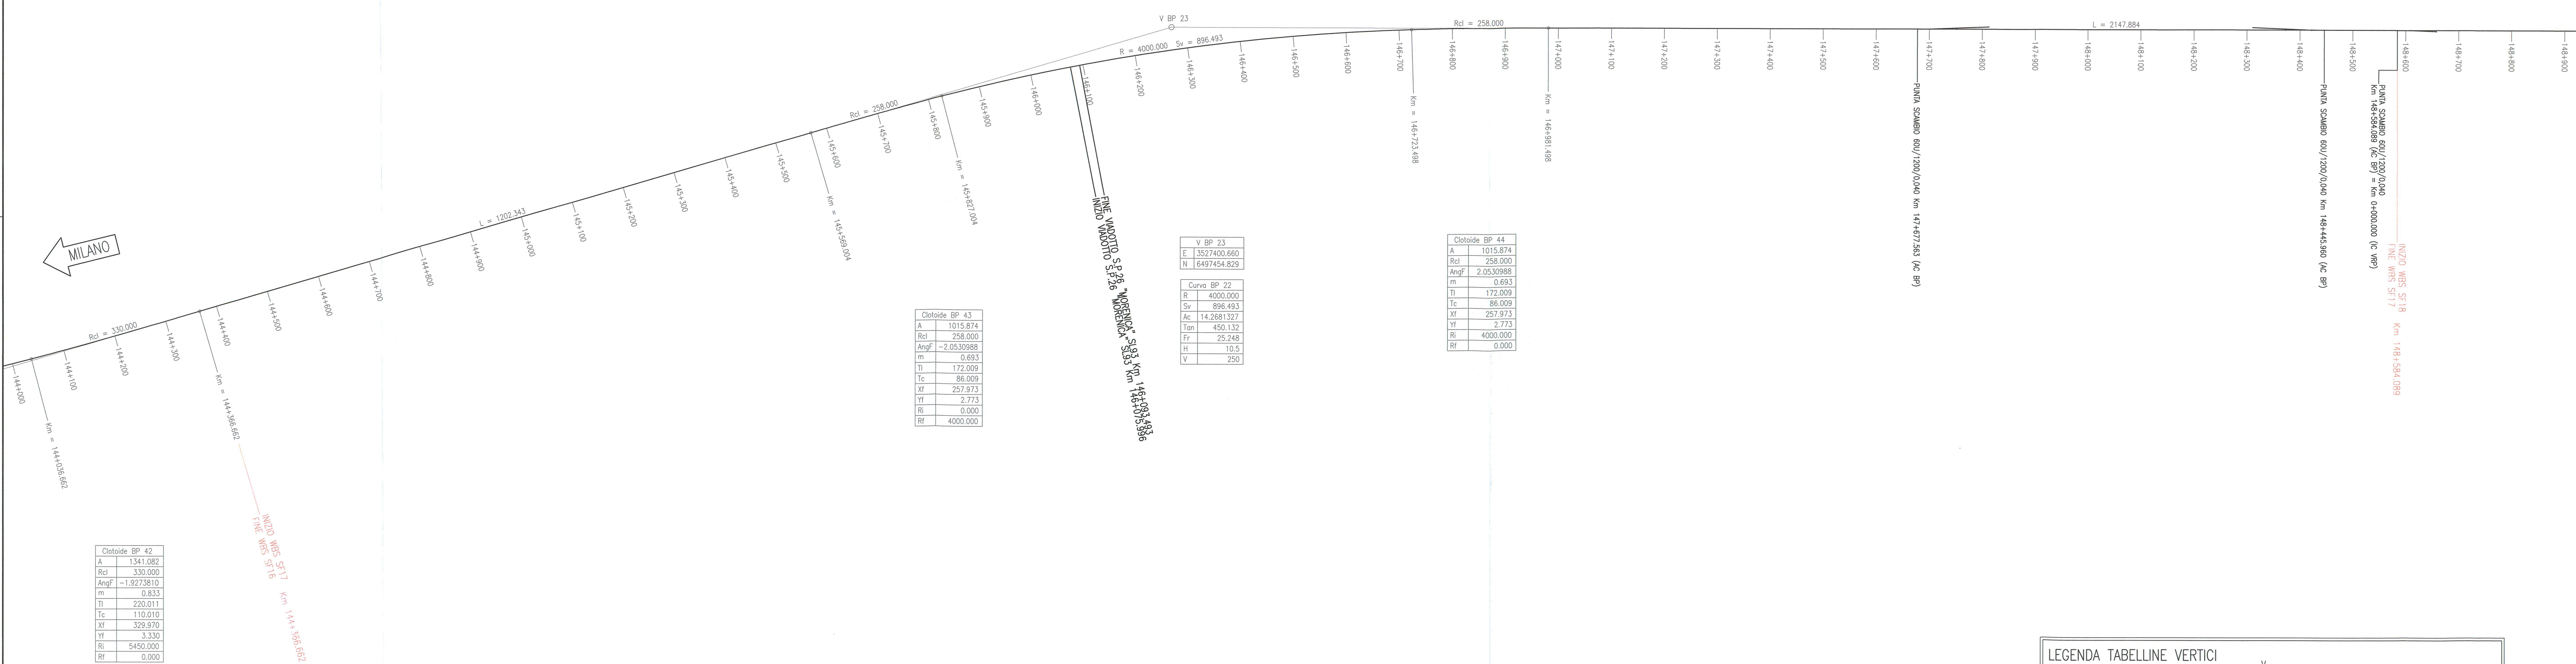 V BP 23
R = 4000.000 Sv = 896.493
Rcl = 258.000
L = 2147.884
Rcl = 258.000
L = 1202.343
Rcl = 330.000
MILANO
144+000
144+100
144+200
144+300
144+400
144+500
144+600
144+700
144+800
144+900
145+000
145+100
145+200
145+300
145+400
145+500
145+600
145+700
145+800
145+900
146+000
146+100
146+200
146+300
146+400
146+500
146+600
146+700
146+800
146+900
147+000
147+100
147+200
147+300
147+400
147+500
147+600
147+700
147+800
147+900
148+000
148+100
148+200
148+300
148+400
148+500
148+600
148+700
148+800
148+900
Km = 144+036.662
Km = 144+366.662
INIZIO WBS SF17 Km 144+366.662
FINE WBS SF16
Km = 145+569.004
Km = 145+827.004
FINE VIADOTTO S.P.26 "MORENICA" SL93 Km 146+093.493
INIZIO VIADOTTO S.P.26 "MORENICA" SL93 Km 146+075.996
Km = 146+723.498
Km = 146+981.498
PUNTA SCAMBIO 60U/1200/0,040 Km 147+677.563 (AC BP)
PUNTA SCAMBIO 60U/1200/0,040 Km 148+445.960 (AC BP)
PUNTA SCAMBIO 60U/1200/0,040
Km 148+584.089 (AC BP) = Km 0+000.000 (IC VRP)
INIZIO WBS SF18
FINE WBS SF17 Km 148+584.089
Clotoide BP 42
A 1341.082
Rcl 330.000
AngF -1.9273810
m 0.833
Tl 220.011
Tc 110.010
Xf 329.970
Yf 3.330
Ri 5450.000
Rf 0.000
Clotoide BP 43
A 1015.874
Rcl 258.000
AngF -2.0530988
m 0.693
Tl 172.009
Tc 86.009
Xf 257.973
Yf 2.773
Ri 0.000
Rf 4000.000
V BP 23
E 3527400.660
N 6497454.829
Curva BP 22
R 4000.000
Sv 896.493
Ac 14.2681327
Tan 450.132
Fr 25.248
H 10.5
V 250
Clotoide BP 44
A 1015.874
Rcl 258.000
AngF 2.0530988
m 0.693
Tl 172.009
Tc 86.009
Xf 257.973
Yf 2.773
Ri 4000.000
Rf 0.000
LEGENDA TABELLINE VERTICI
V